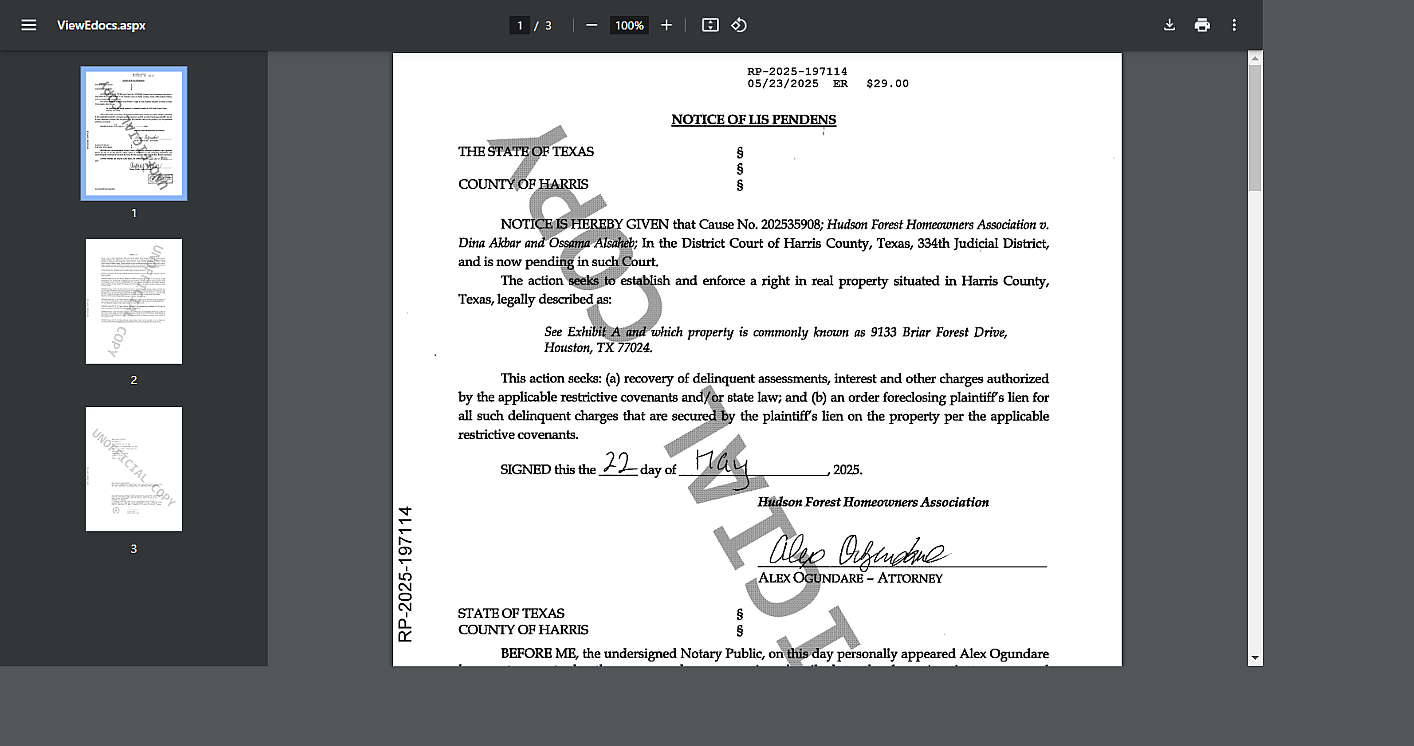 ViewEdocs.aspx
1 / 3
100%
1
2
3
UNOFFICIAL COPY
UNOFFICIAL COPY
RP-2025-197114
05/23/2025 ER $29.00
NOTICE OF LIS PENDENS
THE STATE OF TEXAS §
§
COUNTY OF HARRIS §
NOTICE IS HEREBY GIVEN that Cause No. 202535908; Hudson Forest Homeowners Association v.
Dina Akbar and Ossama Alsaheb; In the District Court of Harris County, Texas, 334th Judicial District,
and is now pending in such Court.
The action seeks to establish and enforce a right in real property situated in Harris County,
Texas, legally described as:
See Exhibit A and which property is commonly known as 9133 Briar Forest Drive,
Houston, TX 77024.
This action seeks: (a) recovery of delinquent assessments, interest and other charges authorized
by the applicable restrictive covenants and/or state law; and (b) an order foreclosing plaintiff's lien for
all such delinquent charges that are secured by the plaintiff's lien on the property per the applicable
restrictive covenants.
SIGNED this the 22 day of May, 2025.
Hudson Forest Homeowners Association
Alex Ogundare
ALEX OGUNDARE – ATTORNEY
STATE OF TEXAS §
COUNTY OF HARRIS §
BEFORE ME, the undersigned Notary Public, on this day personally appeared Alex Ogundare
RP-2025-197114
ICIAL
COPY